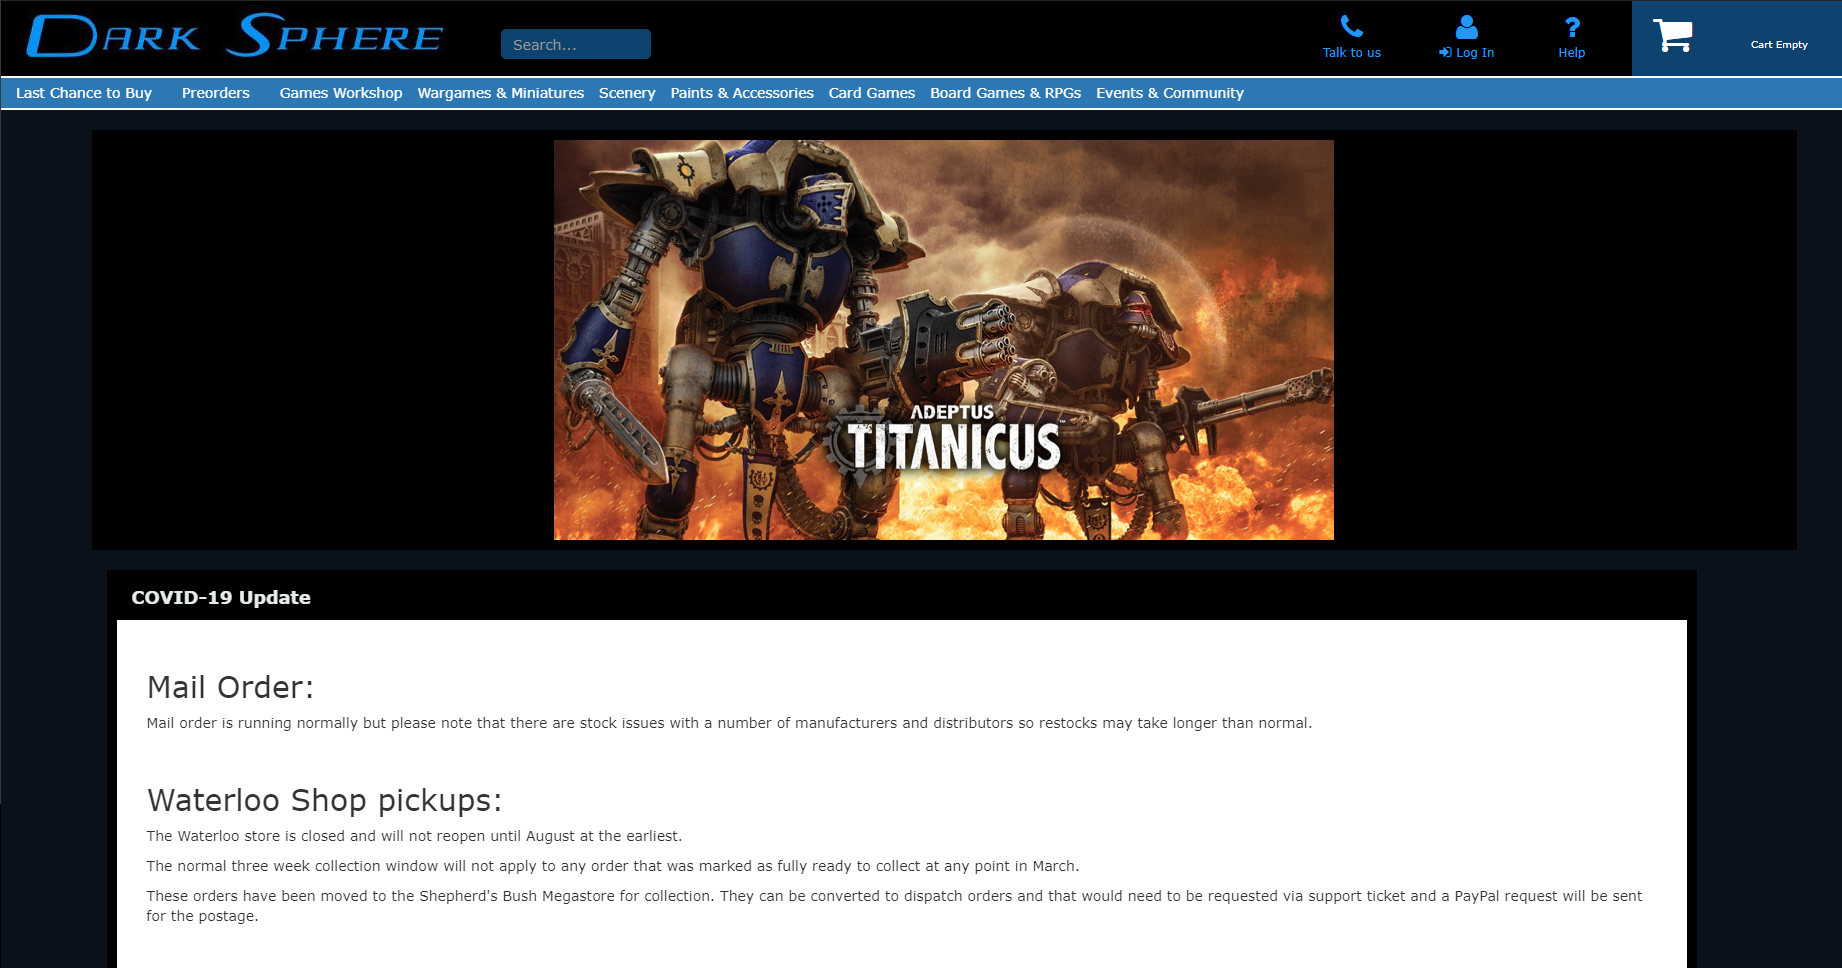 DARK SPHERE
Search...
Talk to us
Log In
? Help
Cart Empty
Last Chance to Buy Preorders Games Workshop Wargames & Miniatures Scenery Paints & Accessories Card Games Board Games & RPGs Events & Community
ADEPTUS
TITANICUS™
COVID-19 Update
Mail Order:
Mail order is running normally but please note that there are stock issues with a number of manufacturers and distributors so restocks may take longer than normal.
Waterloo Shop pickups:
The Waterloo store is closed and will not reopen until August at the earliest.
The normal three week collection window will not apply to any order that was marked as fully ready to collect at any point in March.
These orders have been moved to the Shepherd's Bush Megastore for collection. They can be converted to dispatch orders and that would need to be requested via support ticket and a PayPal request will be sent
for the postage.